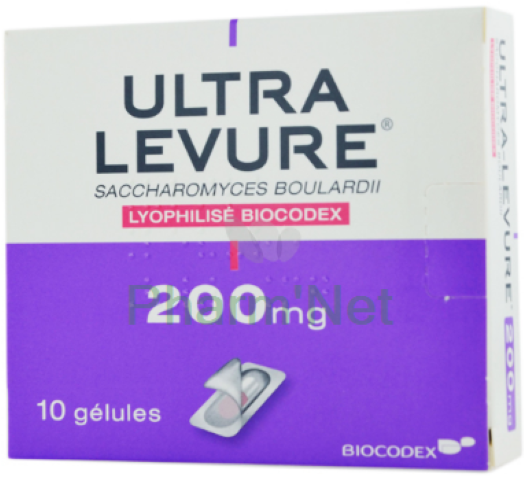 ULTRA
LEVURE®
SACCHAROMYCES BOULARDII
LYOPHILISÉ BIOCODEX
200mg
Pharm'Net
10 gélules
BIOCODEX
ULTRA-LEVURE® 200mg